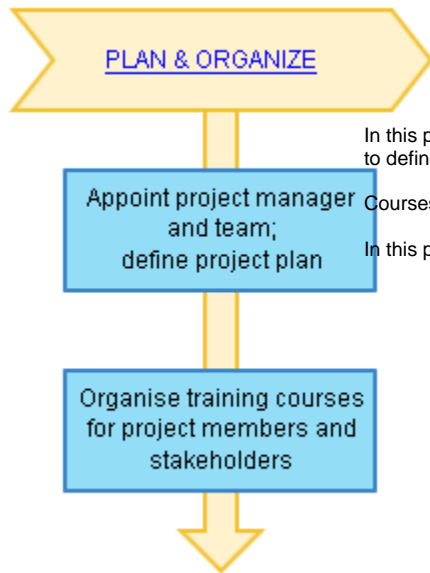 PLAN & ORGANIZE
In this p
to defin
Appoint project manager
and team;
define project plan
Courses
In this p
Organise training courses
for project members and
stakeholders